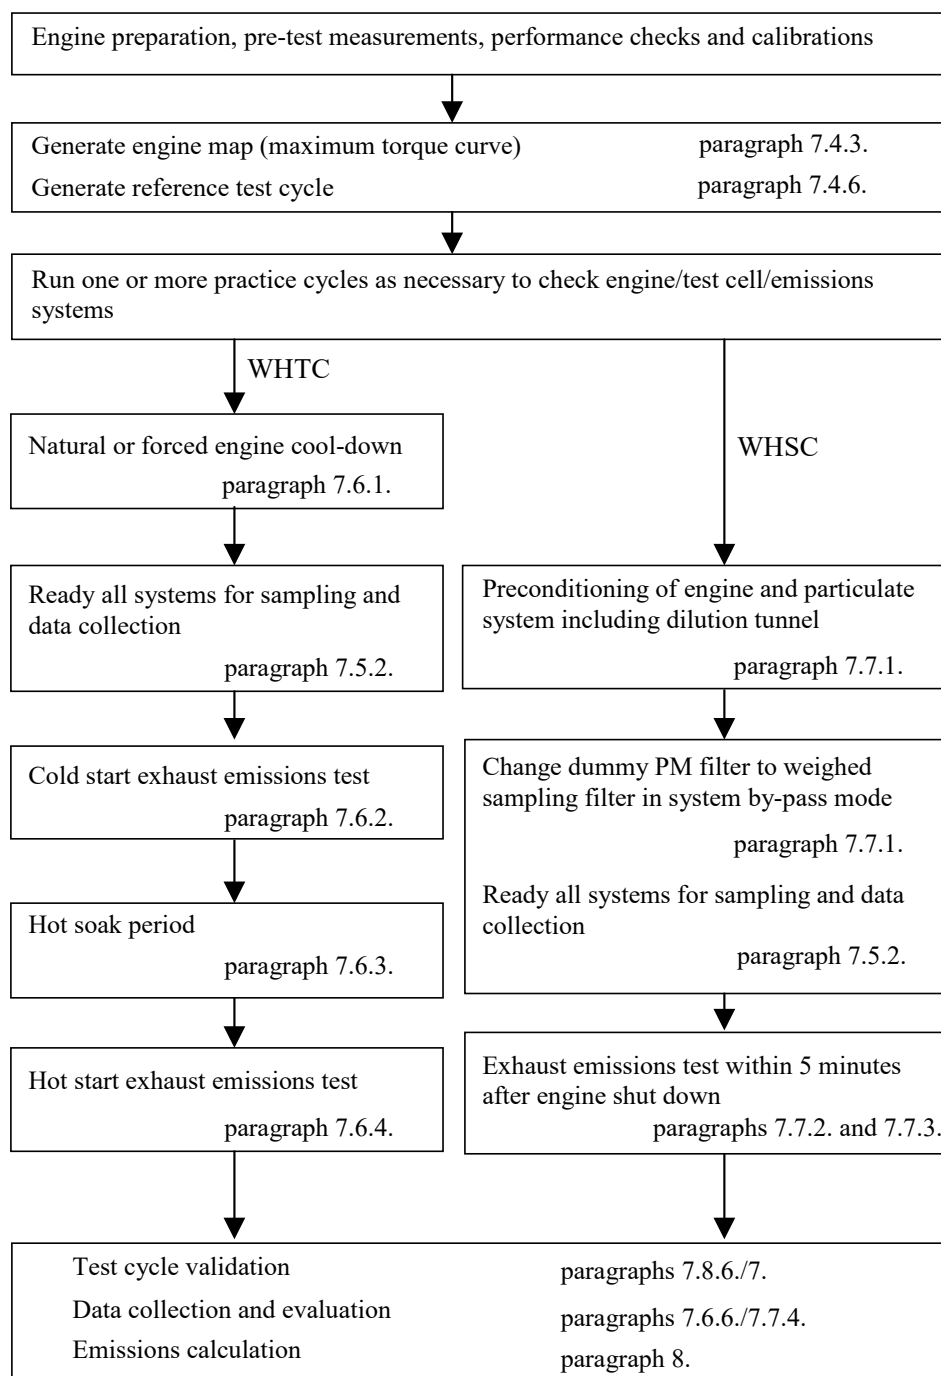 Engine preparation, pre-test measurements, performance checks and calibrations
Generate engine map (maximum torque curve) paragraph 7.4.3.
Generate reference test cycle paragraph 7.4.6.
Run one or more practice cycles as necessary to check engine/test cell/emissions
systems
WHTC
Natural or forced engine cool-down
paragraph 7.6.1.
Ready all systems for sampling and
data collection
paragraph 7.5.2.
Cold start exhaust emissions test
paragraph 7.6.2.
Hot soak period
paragraph 7.6.3.
Hot start exhaust emissions test
paragraph 7.6.4.
WHSC
Preconditioning of engine and particulate
system including dilution tunnel
paragraph 7.7.1.
Change dummy PM filter to weighed
sampling filter in system by-pass mode
paragraph 7.7.1.
Ready all systems for sampling and data
collection
paragraph 7.5.2.
Exhaust emissions test within 5 minutes
after engine shut down
paragraphs 7.7.2. and 7.7.3.
Test cycle validation paragraphs 7.8.6./7.
Data collection and evaluation paragraphs 7.6.6./7.7.4.
Emissions calculation paragraph 8.